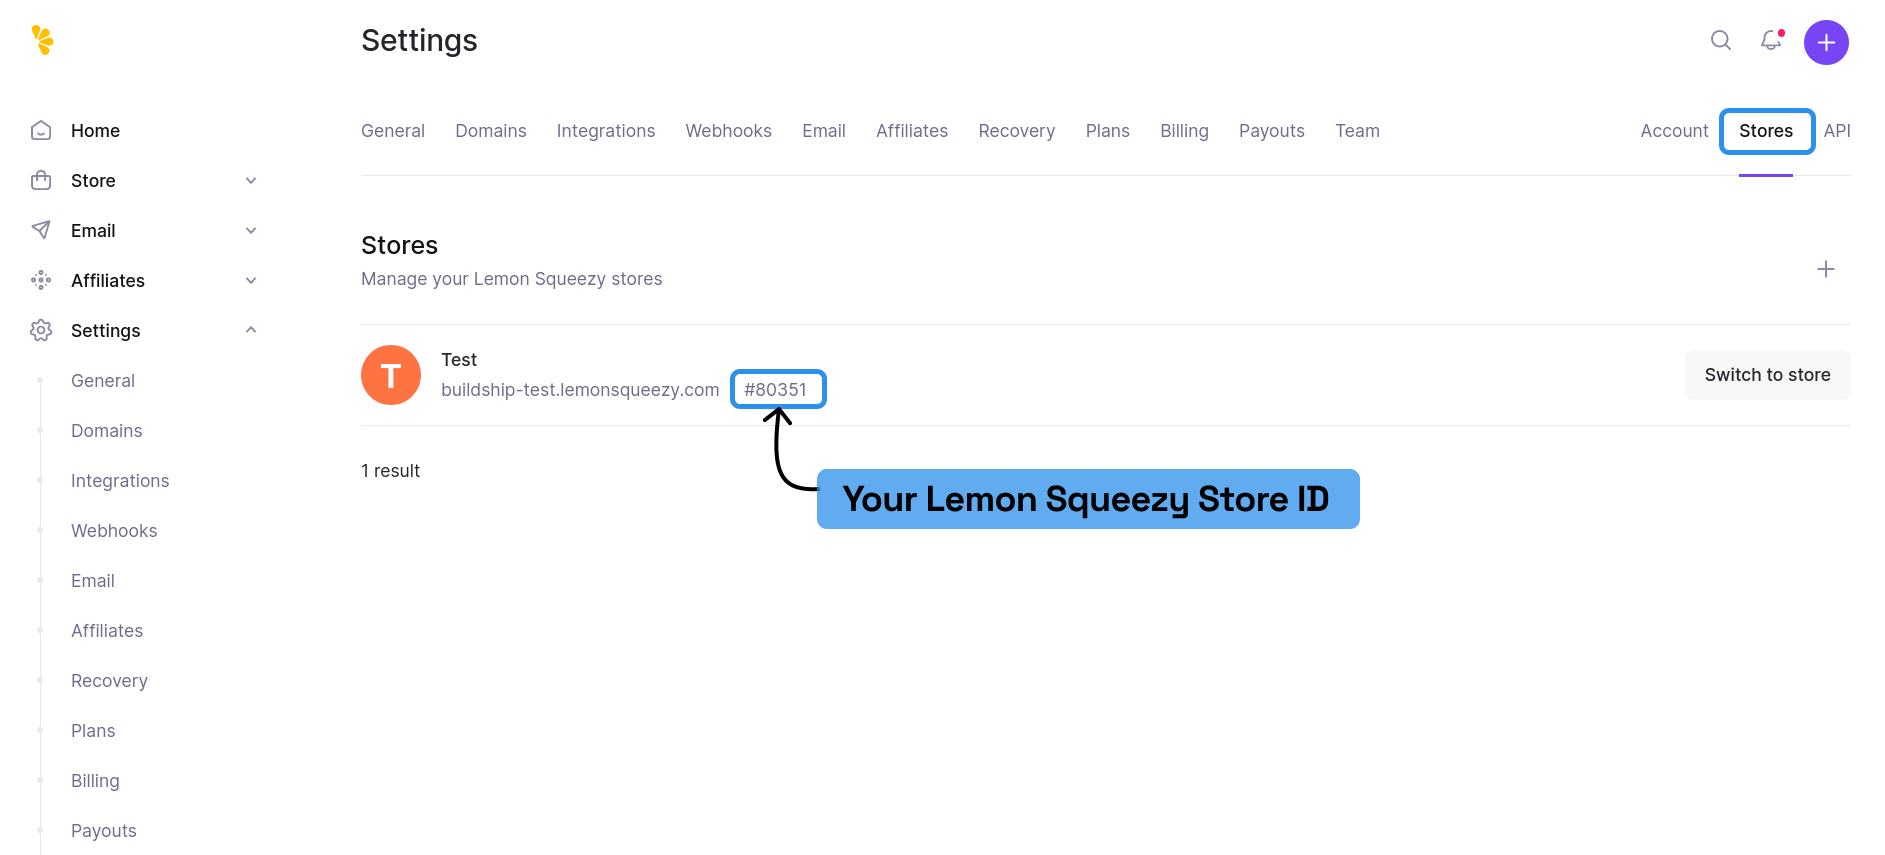 Settings
Home
Store
Email
Affiliates
Settings
General
Domains
Integrations
Webhooks
Email
Affiliates
Recovery
Plans
Billing
Payouts
General Domains Integrations Webhooks Email Affiliates Recovery Plans Billing Payouts Team Account Stores API
Stores
Manage your Lemon Squeezy stores
T
Test
buildship-test.lemonsqueezy.com #80351
Switch to store
1 result
Your Lemon Squeezy Store ID